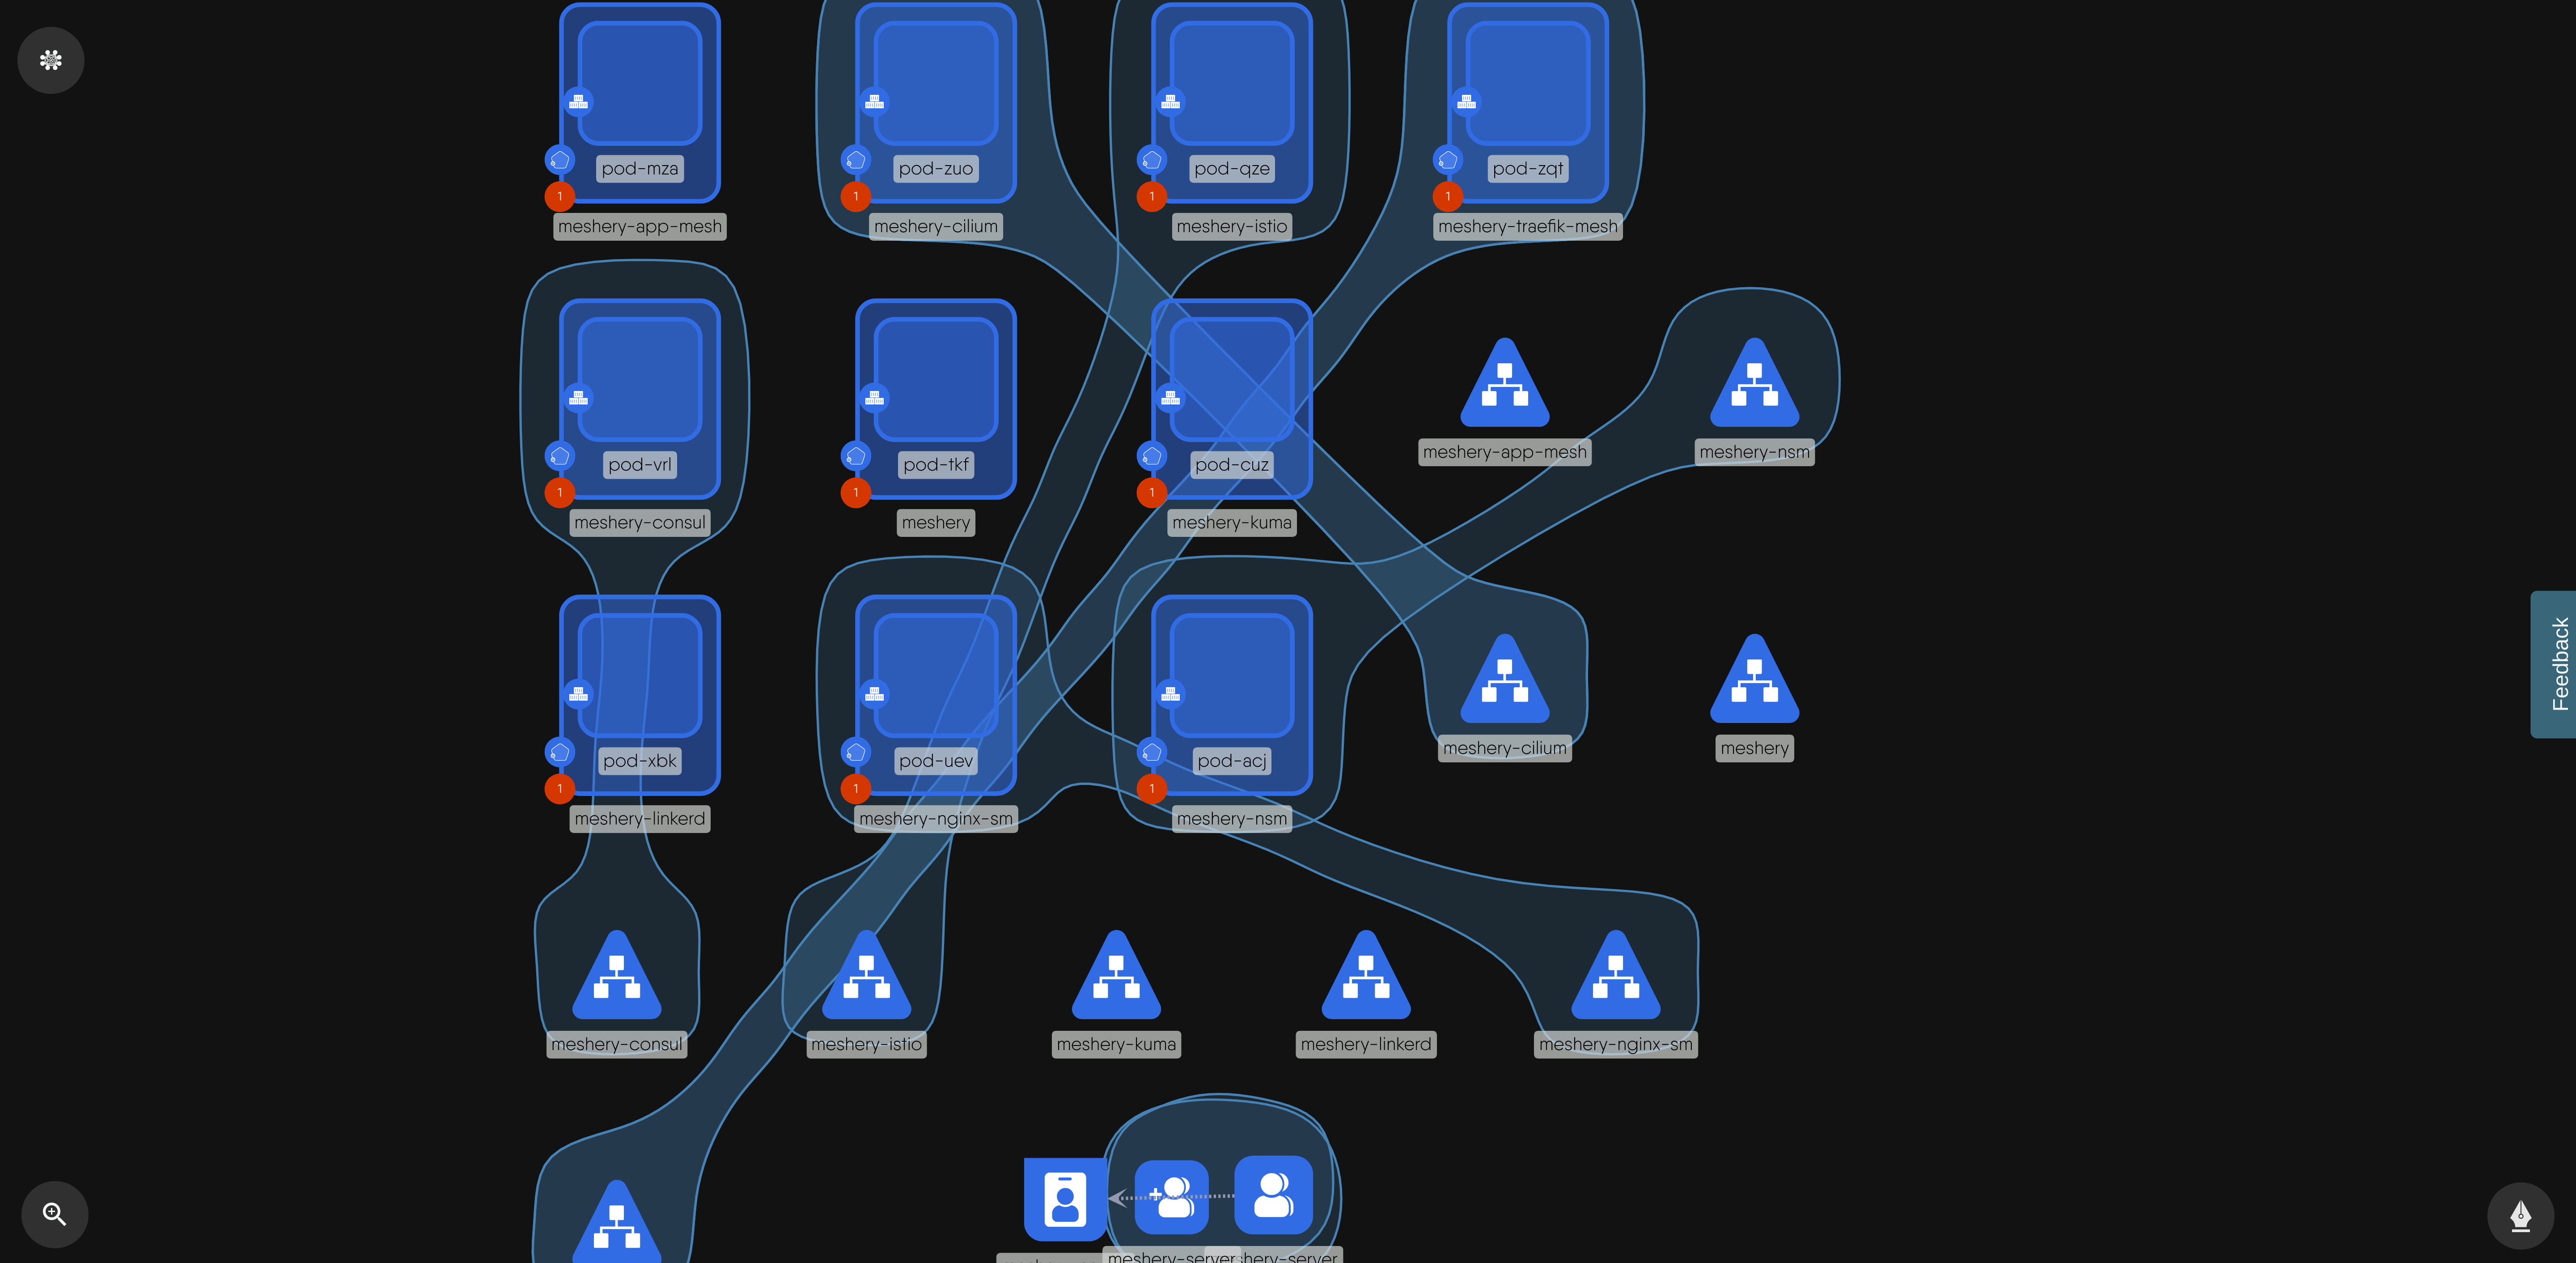 pod-mza
pod-zuo
pod-qze
pod-zqt
1
1
1
1
meshery-app-mesh
meshery-cilium
meshery-istio
meshery-traefik-mesh
pod-vrl
pod-tkf
pod-cuz
meshery-app-mesh
meshery-nsm
1
1
1
meshery-consul
meshery
meshery-kuma
Feedback
pod-xbk
pod-uev
pod-acj
meshery-cilium
meshery
1
1
1
meshery-linkerd
meshery-nginx-sm
meshery-nsm
meshery-consul
meshery-istio
meshery-kuma
meshery-linkerd
meshery-nginx-sm
meshery-server